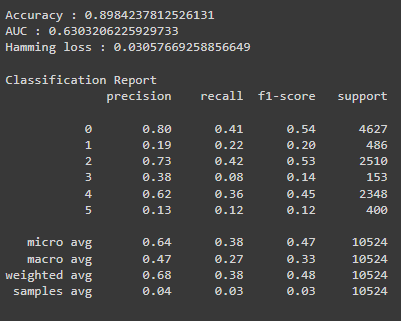 Accuracy : 0.8984237812526131
AUC : 0.6303206225929733
Hamming loss : 0.03057669258856649
Classification Report
precision recall f1-score support
0 0.80 0.41 0.54 4627
1 0.19 0.22 0.20 486
2 0.73 0.42 0.53 2510
3 0.38 0.08 0.14 153
4 0.62 0.36 0.45 2348
5 0.13 0.12 0.12 400
micro avg 0.64 0.38 0.47 10524
macro avg 0.47 0.27 0.33 10524
weighted avg 0.68 0.38 0.48 10524
samples avg 0.04 0.03 0.03 10524